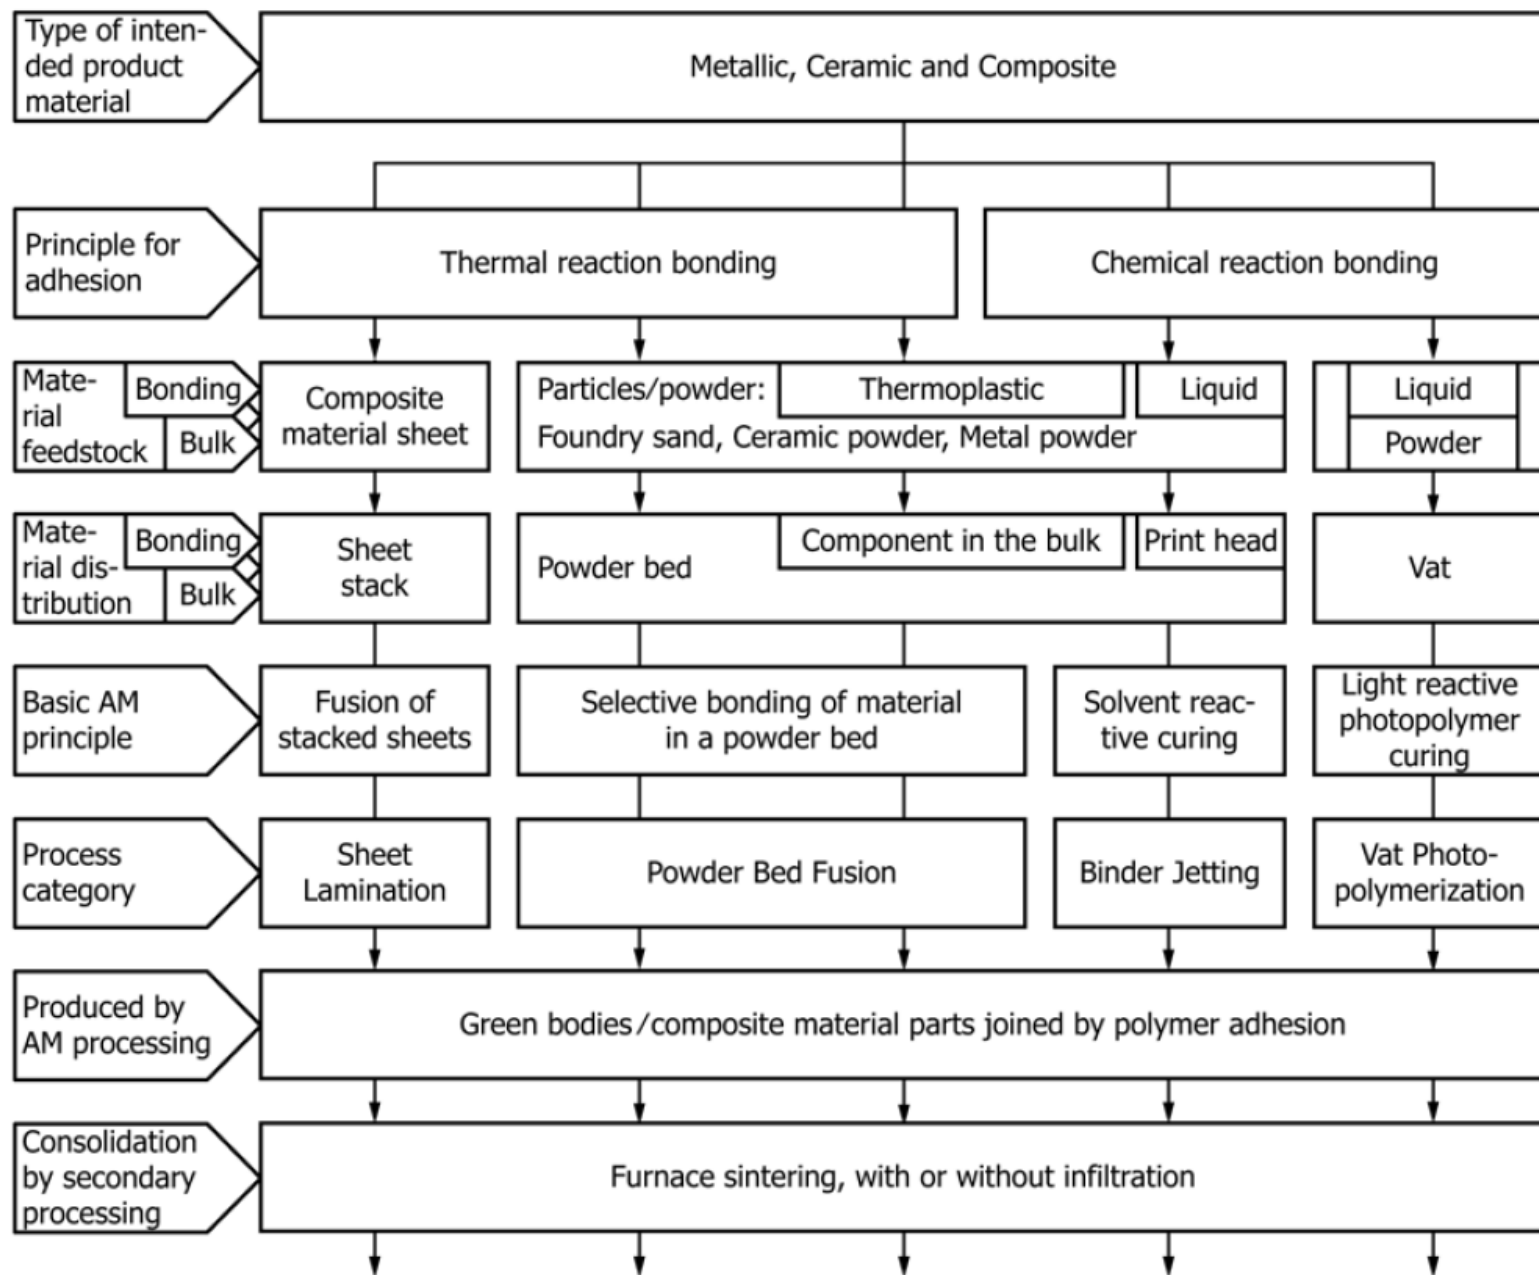 Type of inten-
ded product
material
Metallic, Ceramic and Composite
Principle for
adhesion
Thermal reaction bonding
Chemical reaction bonding
Mate-
rial
feedstock
Bonding
Bulk
Composite
material sheet
Particles/powder:
Thermoplastic
Liquid
Foundry sand, Ceramic powder, Metal powder
Liquid
Powder
Mate-
rial dis-
tribution
Bonding
Bulk
Sheet
stack
Powder bed
Component in the bulk
Print head
Vat
Basic AM
principle
Fusion of
stacked sheets
Selective bonding of material
in a powder bed
Solvent reac-
tive curing
Light reactive
photopolymer
curing
Process
category
Sheet
Lamination
Powder Bed Fusion
Binder Jetting
Vat Photo-
polymerization
Produced by
AM processing
Green bodies/composite material parts joined by polymer adhesion
Consolidation
by secondary
processing
Furnace sintering, with or without infiltration